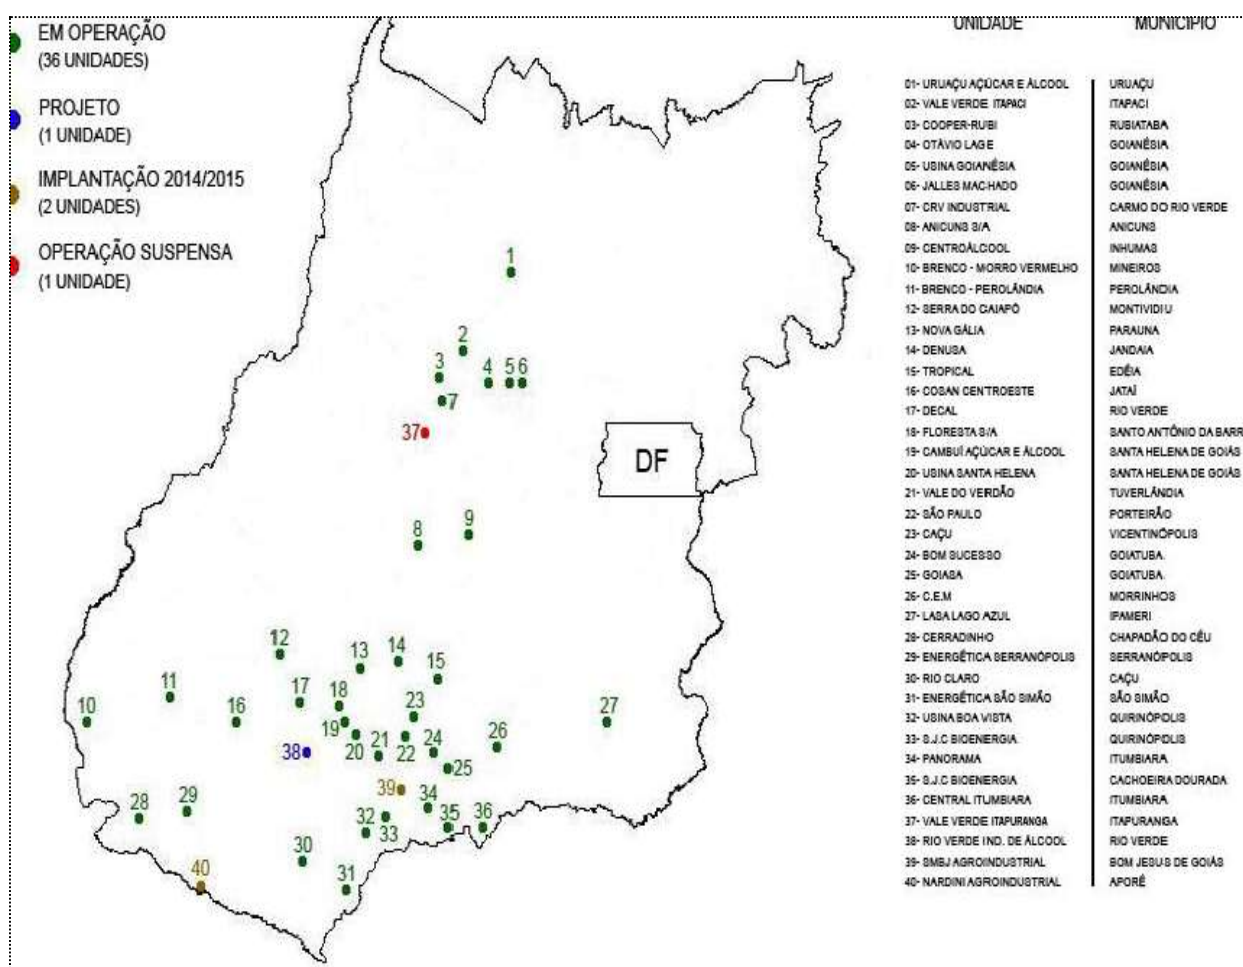 EM OPERAÇÃO
(36 UNIDADES)
PROJETO
(1 UNIDADE)
IMPLANTAÇÃO 2014/2015
(2 UNIDADES)
OPERAÇÃO SUSPENSA
(1 UNIDADE)
1
2
3
4 5 6
7
37
DF
8
9
12
13
14
15
11
17
18
23
10
16
19
20
21
22
24
26
27
38
25
39
28
29
34
32
33
35
36
30
40
31
UNIDADE MUNICÍPIO
01- URUAÇU AÇÚCAR E ÁLCOOL URUAÇU
02- VALE VERDE ITAPACI ITAPACI
03- COOPER-RUBI RUBIATABA
04- OTÁVIO LAGE GOIANÉSIA
05- USINA GOIANÉSIA GOIANÉSIA
06- JALLES MACHADO GOIANÉSIA
07- CRV INDUSTRIAL CARMO DO RIO VERDE
08- ANICUNS S/A ANICUNS
09- CENTROÁLCOOL INHUMAS
10- BRENCO - MORRO VERMELHO MINEIROS
11- BRENCO - PEROLÂNDIA PEROLÂNDIA
12- SERRA DO CAIAPÓ MONTIVIDIU
13- NOVA GÁLIA PARAUNA
14- DENUSA JANDAIA
15- TROPICAL EDÉIA
16- COSAN CENTROESTE JATAÍ
17- DECAL RIO VERDE
18- FLORESTA S/A SANTO ANTÔNIO DA BARR
19- CAMBUÍ AÇÚCAR E ÁLCOOL SANTA HELENA DE GOIÁS
20- USINA SANTA HELENA SANTA HELENA DE GOIÁS
21- VALE DO VERDÃO TUVERLÂNDIA
22- SÃO PAULO PORTEIRÃO
23- CAÇU VICENTINÓPOLIS
24- BOM SUCESSO GOIATUBA
25- GOIASA GOIATUBA
26- C.E.M MORRINHOS
27- LASA LAGO AZUL IPAMERI
28- CERRADINHO CHAPADÃO DO CÉU
29- ENERGÉTICA SERRANÓPOLIS SERRANÓPOLIS
30- RIO CLARO CAÇU
31- ENERGÉTICA SÃO SIMÃO SÃO SIMÃO
32- USINA BOA VISTA QUIRINÓPOLIS
33- S.J.C BIOENERGIA QUIRINÓPOLIS
34- PANORAMA ITUMBIARA
35- S.J.C BIOENERGIA CACHOEIRA DOURADA
36- CENTRAL ITUMBIARA ITUMBIARA
37- VALE VERDE ITAPURANGA ITAPURANGA
38- RIO VERDE IND. DE ÁLCOOL RIO VERDE
39- SMBJ AGROINDUSTRIAL BOM JESUS DE GOIÁS
40- NARDINI AGROINDUSTRIAL APORÉ